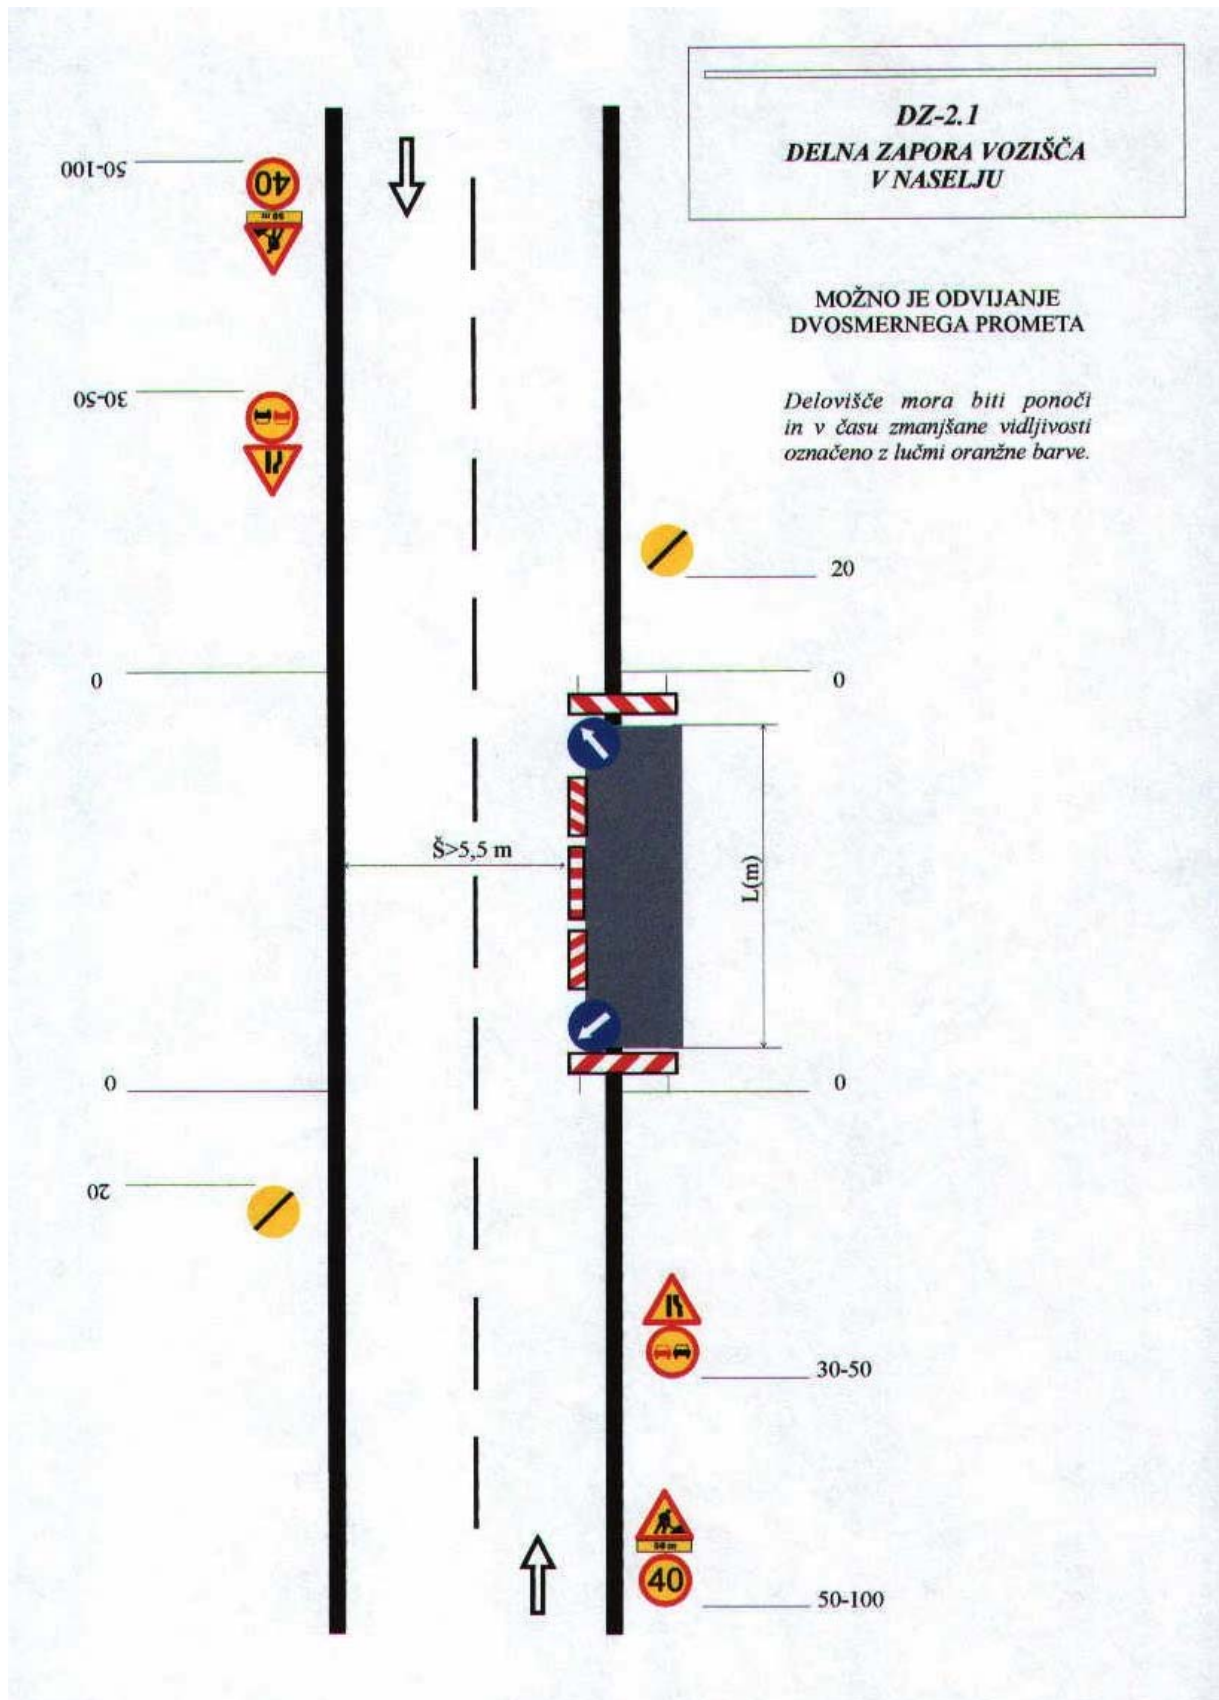 DZ-2.1
DELNA ZAPORA VOZIŠČA
V NASELJU
50-100
40
50 m
MOŽNO JE ODVIJANJE
DVOSMERNEGA PROMETA
30-50
Delovišče mora biti ponoči
in v času zmanjšane vidljivosti
označeno z lučmi oranžne barve.
20
0
0
Š>5,5 m
L(m)
0
0
20
30-50
50 m
40
50-100